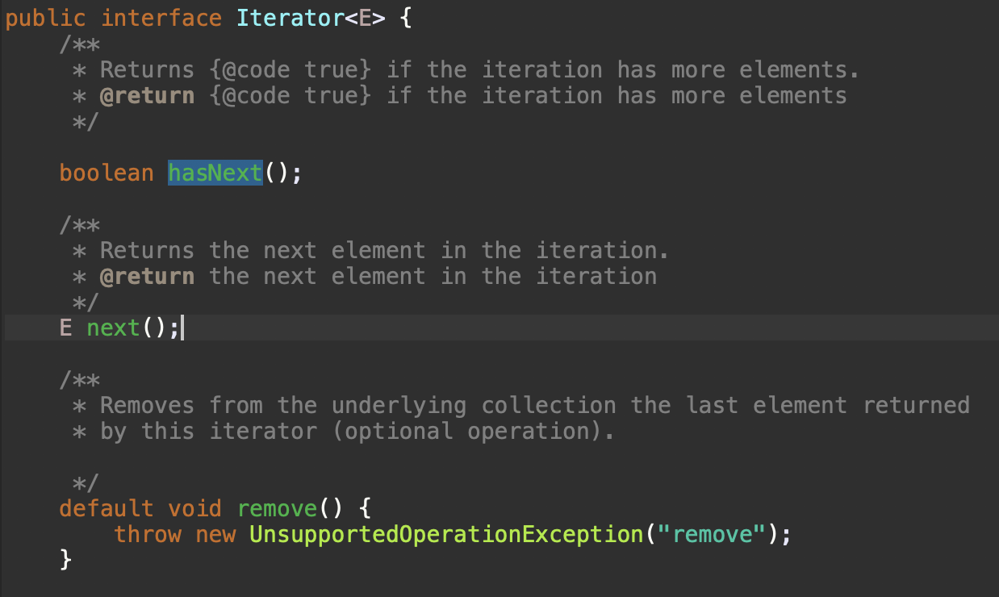 public interface Iterator<E> {
    /**
     * Returns {@code true} if the iteration has more elements.
     * @return {@code true} if the iteration has more elements
     */
    boolean hasNext();
    /**
     * Returns the next element in the iteration.
     * @return the next element in the iteration
     */
    E next();
    /**
     * Removes from the underlying collection the last element returned
     * by this iterator (optional operation).
     */
    default void remove() {
        throw new UnsupportedOperationException("remove");
    }